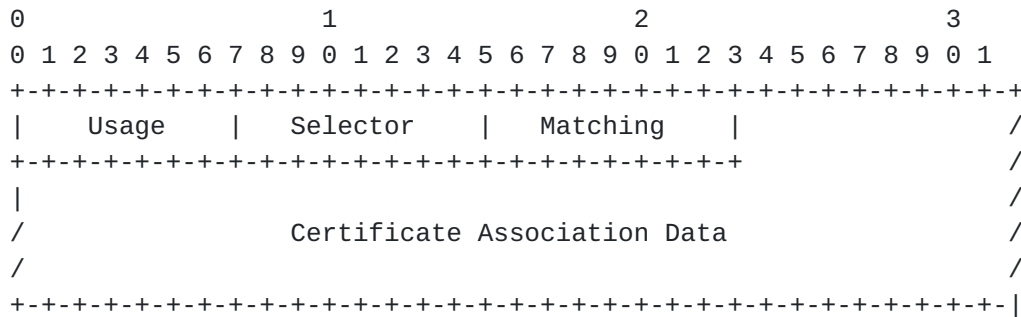 0                   1                   2                   3
0 1 2 3 4 5 6 7 8 9 0 1 2 3 4 5 6 7 8 9 0 1 2 3 4 5 6 7 8 9 0 1
+-+-+-+-+-+-+-+-+-+-+-+-+-+-+-+-+-+-+-+-+-+-+-+-+-+-+-+-+-+-+-+-+
|    Usage    |   Selector    |   Matching    |                 /
+-+-+-+-+-+-+-+-+-+-+-+-+-+-+-+-+-+-+-+-+-+-+-+                 /
|                                                               /
/                 Certificate Association Data                  /
/                                                               /
+-+-+-+-+-+-+-+-+-+-+-+-+-+-+-+-+-+-+-+-+-+-+-+-+-+-+-+-+-+-+-+-|